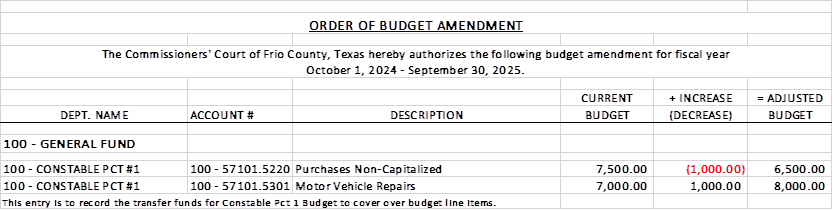 ORDER OF BUDGET AMENDMENT
The Commissioners' Court of Frio County, Texas hereby authorizes the following budget amendment for fiscal year
October 1, 2024 - September 30, 2025.
CURRENT + INCREASE = ADJUSTED
DEPT. NAME ACCOUNT # DESCRIPTION BUDGET (DECREASE) BUDGET
100 - GENERAL FUND
100 - CONSTABLE PCT #1 100 - 57101.5220 Purchases Non-Capitalized 7,500.00 (1,000.00) 6,500.00
100 - CONSTABLE PCT #1 100 - 57101.5301 Motor Vehicle Repairs 7,000.00 1,000.00 8,000.00
This entry is to record the transfer funds for Constable Pct 1 Budget to cover over budget line items.